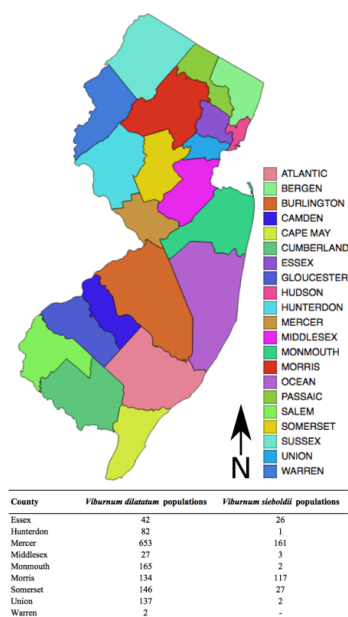 ATLANTIC
BERGEN
BURLINGTON
CAMDEN
CAPE MAY
CUMBERLAND
ESSEX
GLOUCESTER
HUDSON
HUNTERDON
MERCER
MIDDLESEX
MONMOUTH
MORRIS
OCEAN
PASSAIC
SALEM
SOMERSET
SUSSEX
UNION
WARREN
N
County Viburnum dilatatum populations Viburnum sieboldii populations
Essex 42 26
Hunterdon 82 1
Mercer 653 161
Middlesex 27 3
Monmouth 165 2
Morris 134 117
Somerset 146 27
Union 137 2
Warren 2 -